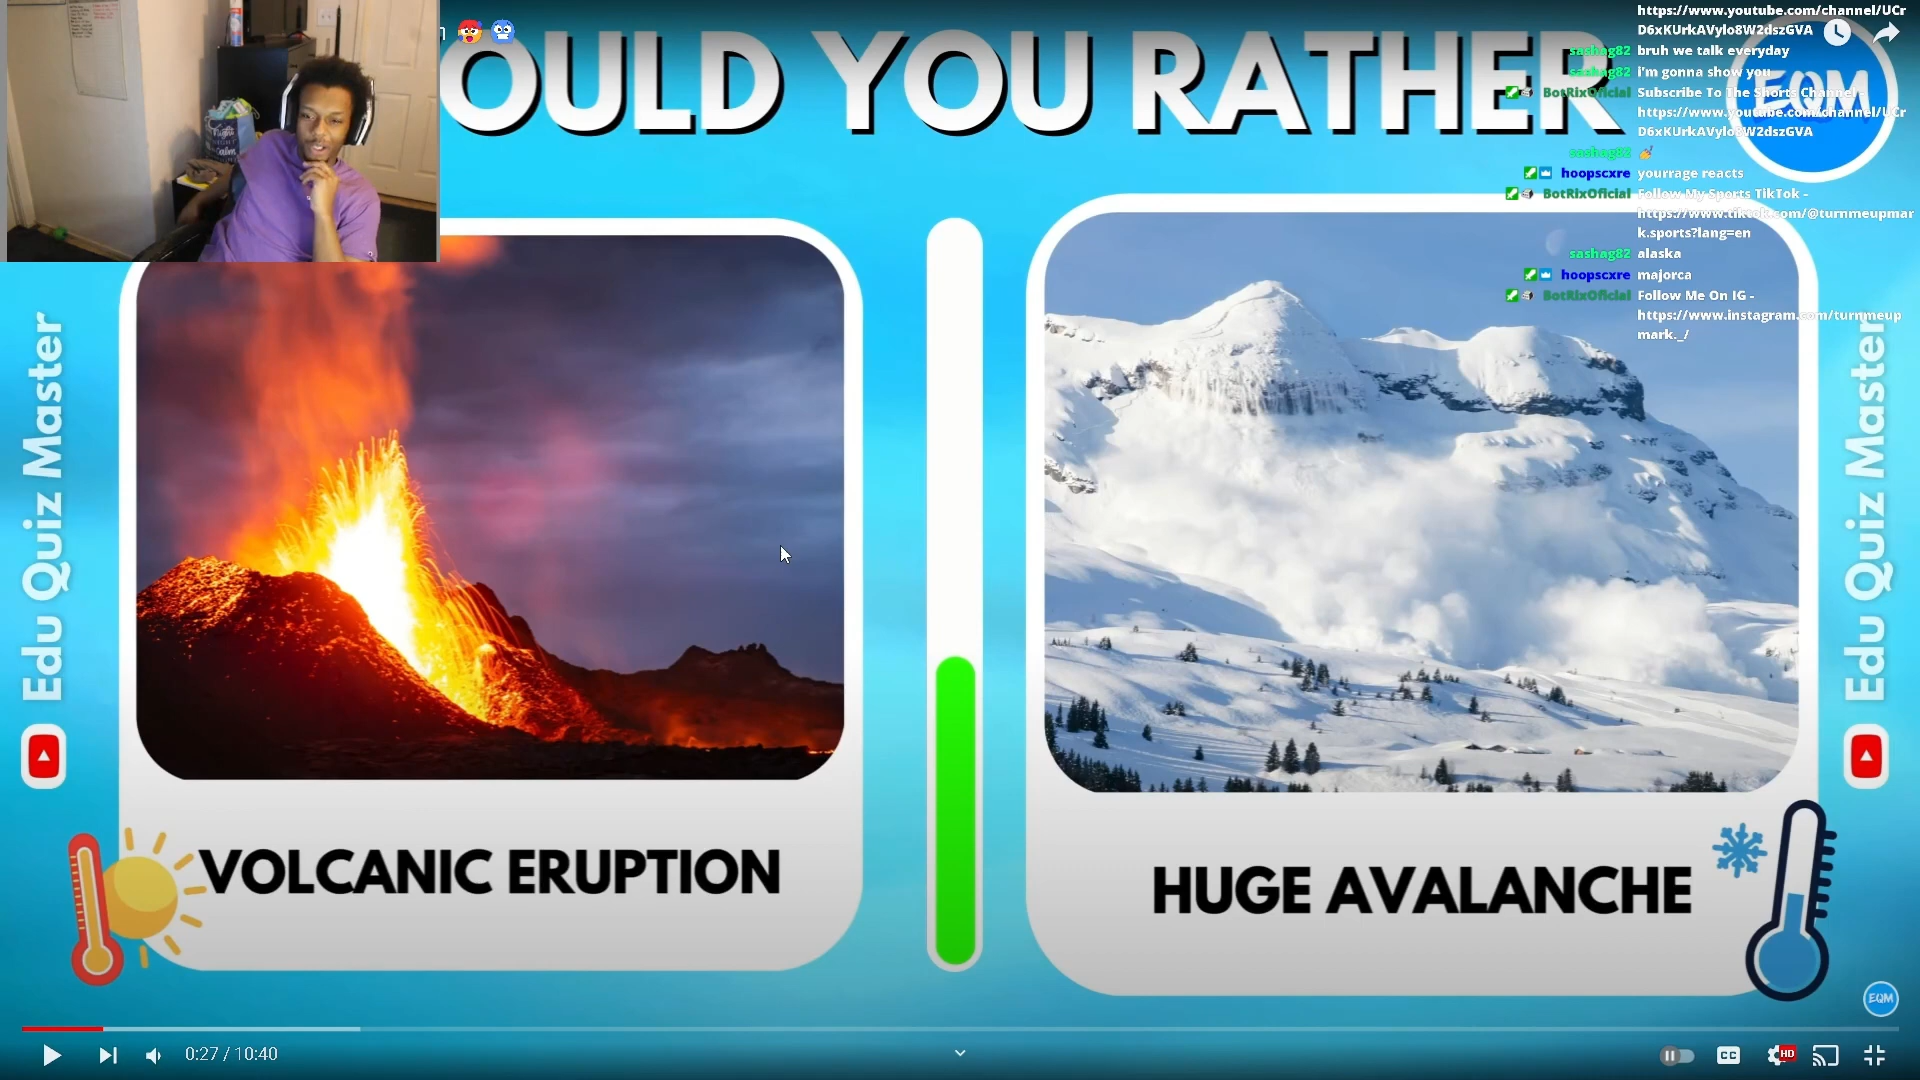 OULD YOU RATHER
EQM
https://www.youtube.com/channel/UCr
D6xKUrkAVylo8W2dszGVA
sashag82 bruh we talk everyday
sashag82 i'm gonna show you
BotRixOficial Subscribe To The Shorts Channel -
https://www.youtube.com/channel/UCr
D6xKUrkAVylo8W2dszGVA
sashag82
hoopscxre yourrage reacts
BotRixOficial Follow My Sports TikTok -
https://www.tiktok.com/@turnmeupmar
k.sports?lang=en
sashag82 alaska
hoopscxre majorca
BotRixOficial Follow Me On IG -
https://www.instagram.com/turnmeup
mark._/
Edu Quiz Master
Edu Quiz Master
VOLCANIC ERUPTION
HUGE AVALANCHE
EQM
0:27 / 10:40
CC
HD